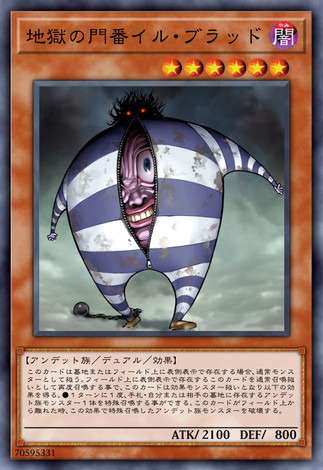 地獄の門番イル・ブラッド
闇
やみ
【アンデット族／デュアル／効果】
このカードは墓地またはフィールド上に表側表示で存在する場合、通常モン
スターとして扱う。フィールド上に表側表示で存在するこのカードを通常召喚扱
いとして再度召喚する事で、このカードは効果モンスター扱いとなり以下の効
果を得る。●１ターンに１度、手札・自分または相手の墓地に存在するアンデ
ット族モンスター１体を特殊召喚する事ができる。このカードがフィールド上か
ら離れた時、この効果で特殊召喚したアンデット族モンスターを破壊する。
ATK/ 2100 DEF/ 800
70595331